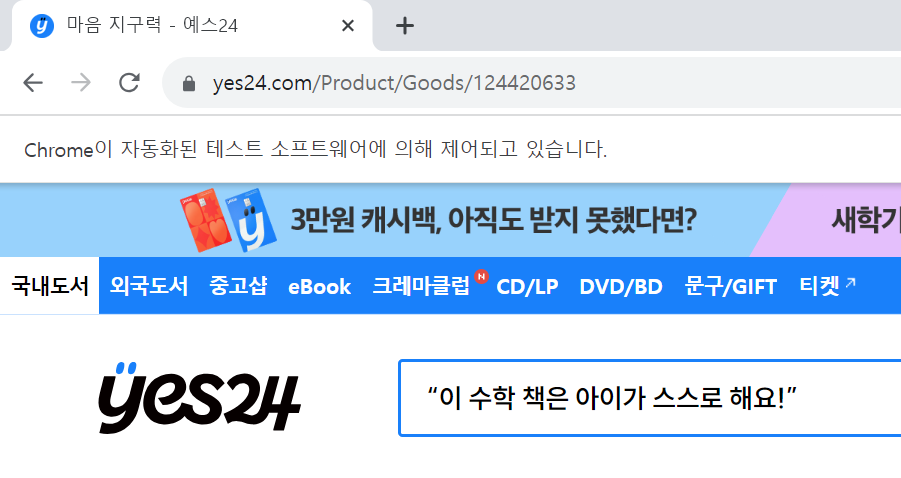 마음 지구력 - 예스24
yes24.com/Product/Goods/124420633
Chrome이 자동화된 테스트 소프트웨어에 의해 제어되고 있습니다.
3만원 캐시백, 아직도 받지 못했다면?
새학기
국내도서 외국도서 중고샵 eBook 크레마클럽 N CD/LP DVD/BD 문구/GIFT 티켓
yes24
“이 수학 책은 아이가 스스로 해요!”